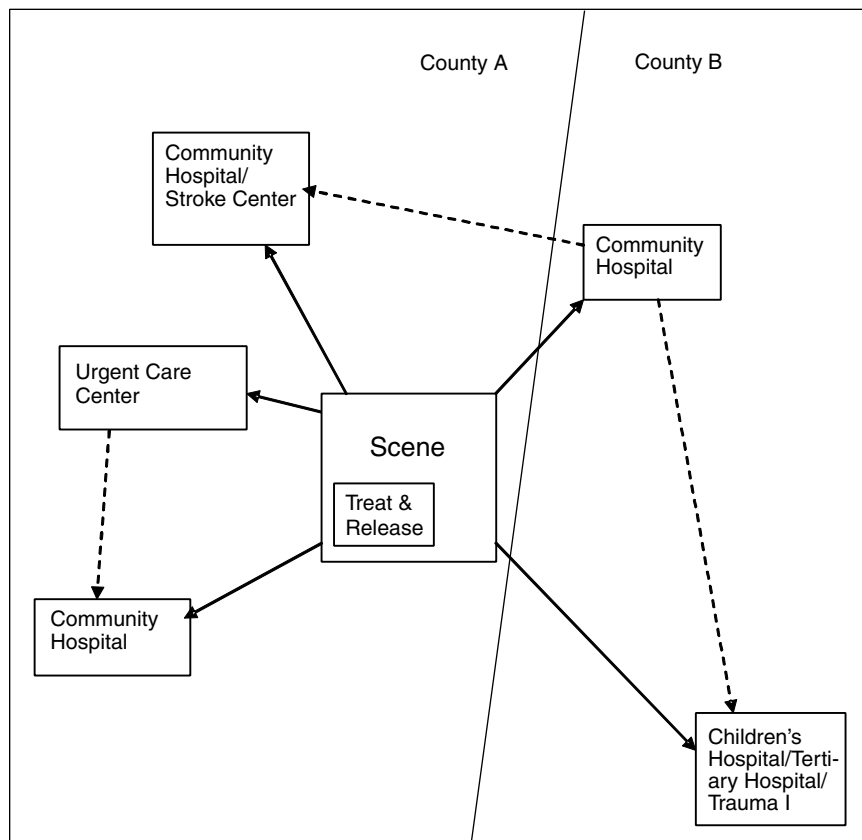 County A
County B
Community
Hospital/
Stroke Center
Community
Hospital
Urgent Care
Center
Scene
Treat &
Release
Community
Hospital
Children’s
Hospital/Terti-
ary Hospital/
Trauma I